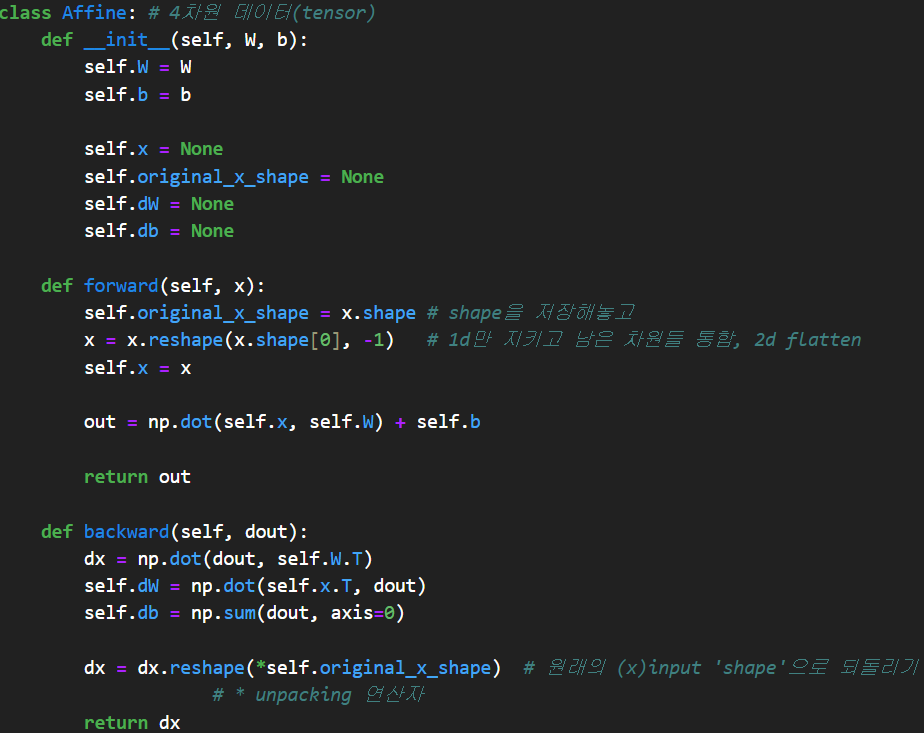 class Affine: # 4차원 데이터(tensor)
    def __init__(self, W, b):
        self.W = W
        self.b = b

        self.x = None
        self.original_x_shape = None
        self.dW = None
        self.db = None

    def forward(self, x):
        self.original_x_shape = x.shape # shape을 저장해놓고
        x = x.reshape(x.shape[0], -1)   # 1d만 지키고 남은 차원들 통합, 2d flatten
        self.x = x

        out = np.dot(self.x, self.W) + self.b

        return out

    def backward(self, dout):
        dx = np.dot(dout, self.W.T)
        self.dW = np.dot(self.x.T, dout)
        self.db = np.sum(dout, axis=0)

        dx = dx.reshape(*self.original_x_shape)  # 원래의 (x)input 'shape'으로 되돌리기
                    # * unpacking 연산자
        return dx